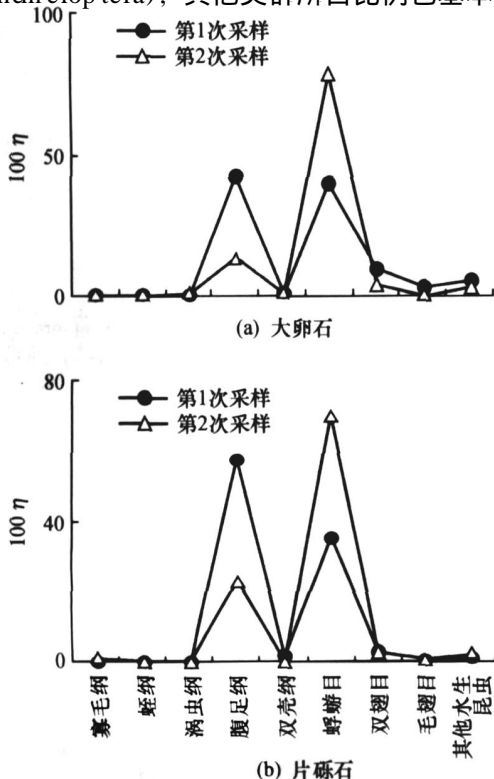 100
第1次采样
第2次采样
100 η
50
0
(a) 大卵石
80
第1次采样
第2次采样
100 η
40
0
寡毛纲
蛭纲
涡虫纲
腹足纲
双壳纲
蜉蝣目
双翅目
毛翅目
其他水生
昆虫
(b) 片砾石